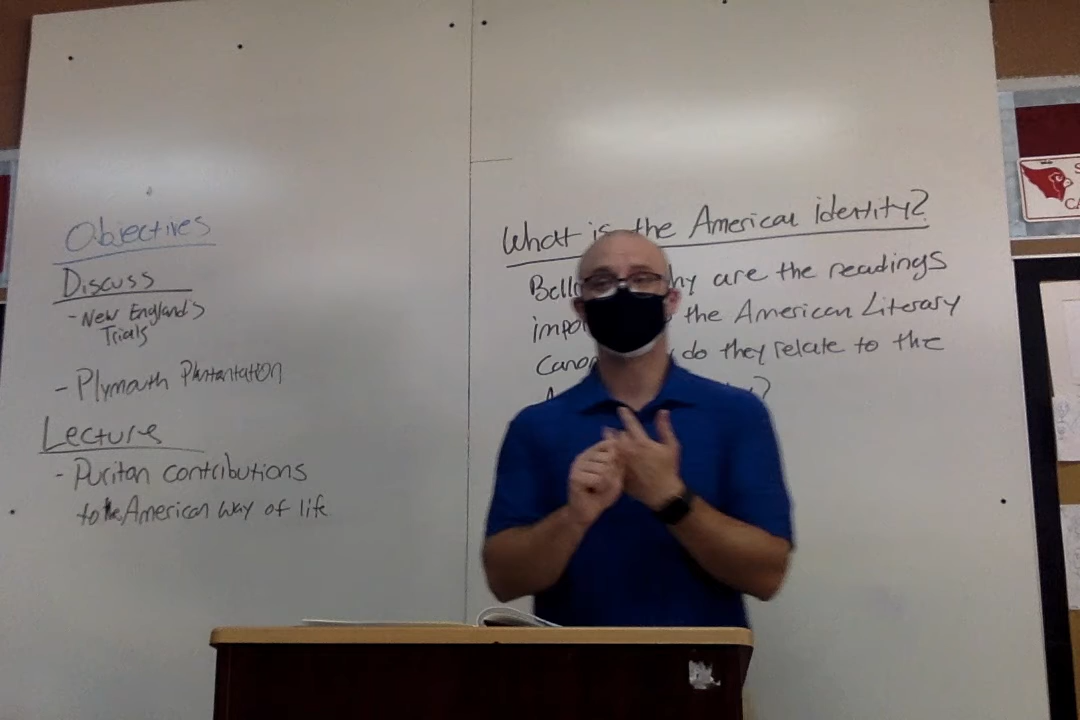 Objectives
Discuss
- New England's
Trials
- Plymouth Plantation
Lecture
- Puritan contributions
to the American way of life
What is the American identity?
are the readings
the American Literary
do they relate to the